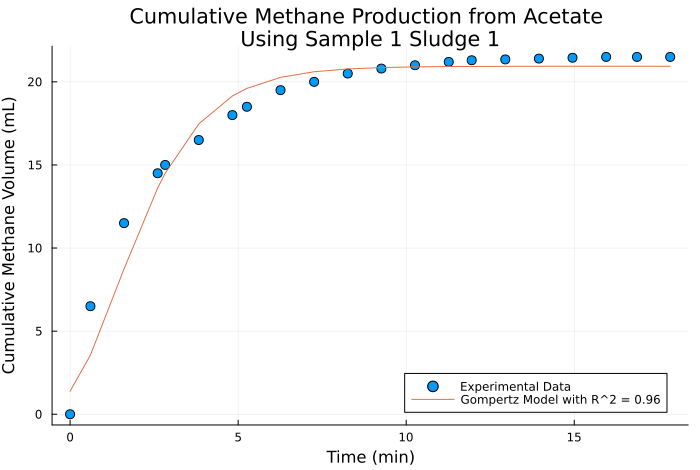 Cumulative Methane Production from Acetate
Using Sample 1 Sludge 1
Cumulative Methane Volume (mL)
20
15
10
5
0
0
5
10
15
Time (min)
Experimental Data
Gompertz Model with R^2 = 0.96